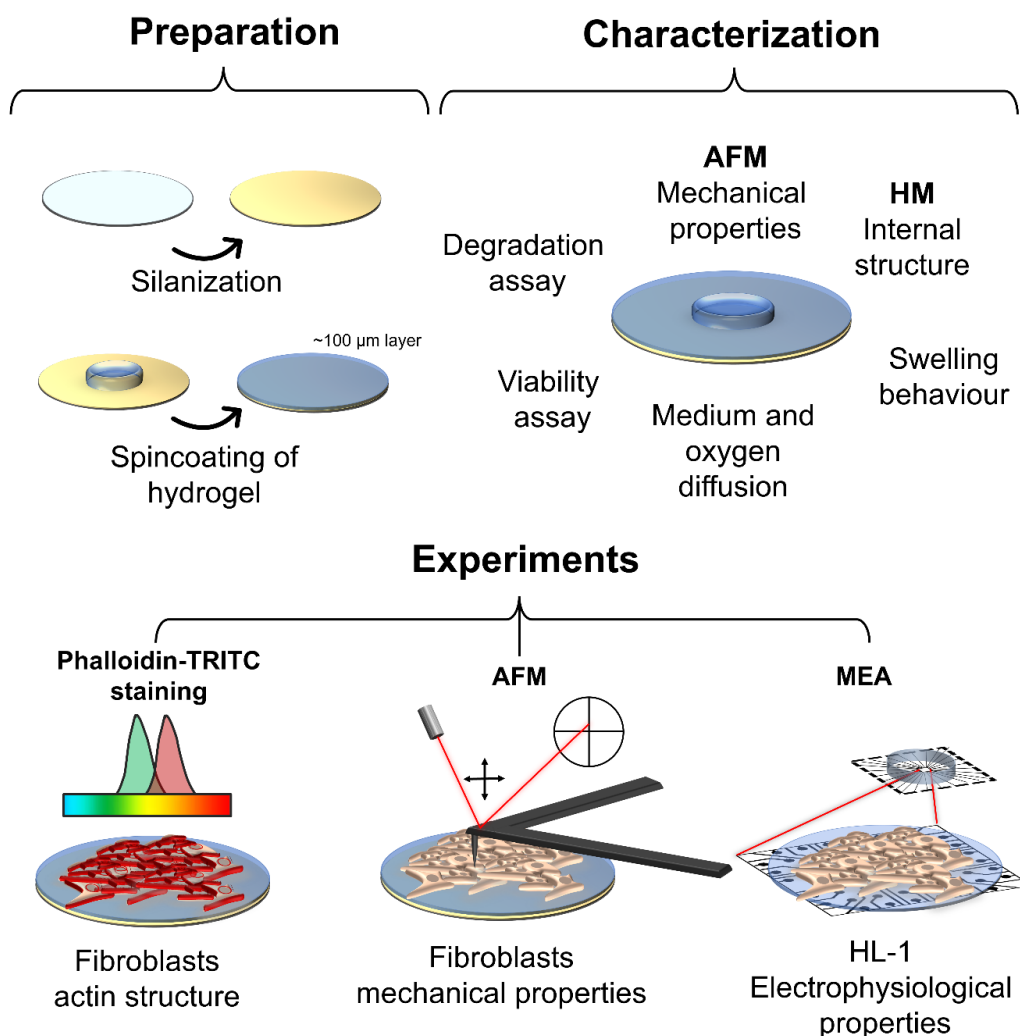 Preparation
Silanization
~100 µm layer
Spincoating of
hydrogel
Characterization
AFM
Mechanical
properties
HM
Internal
structure
Degradation
assay
Swelling
behaviour
Viability
assay
Medium and
oxygen
diffusion
Experiments
Phalloidin-TRITC
staining
Fibroblasts
actin structure
AFM
Fibroblasts
mechanical properties
MEA
HL-1
Electrophysiological
properties